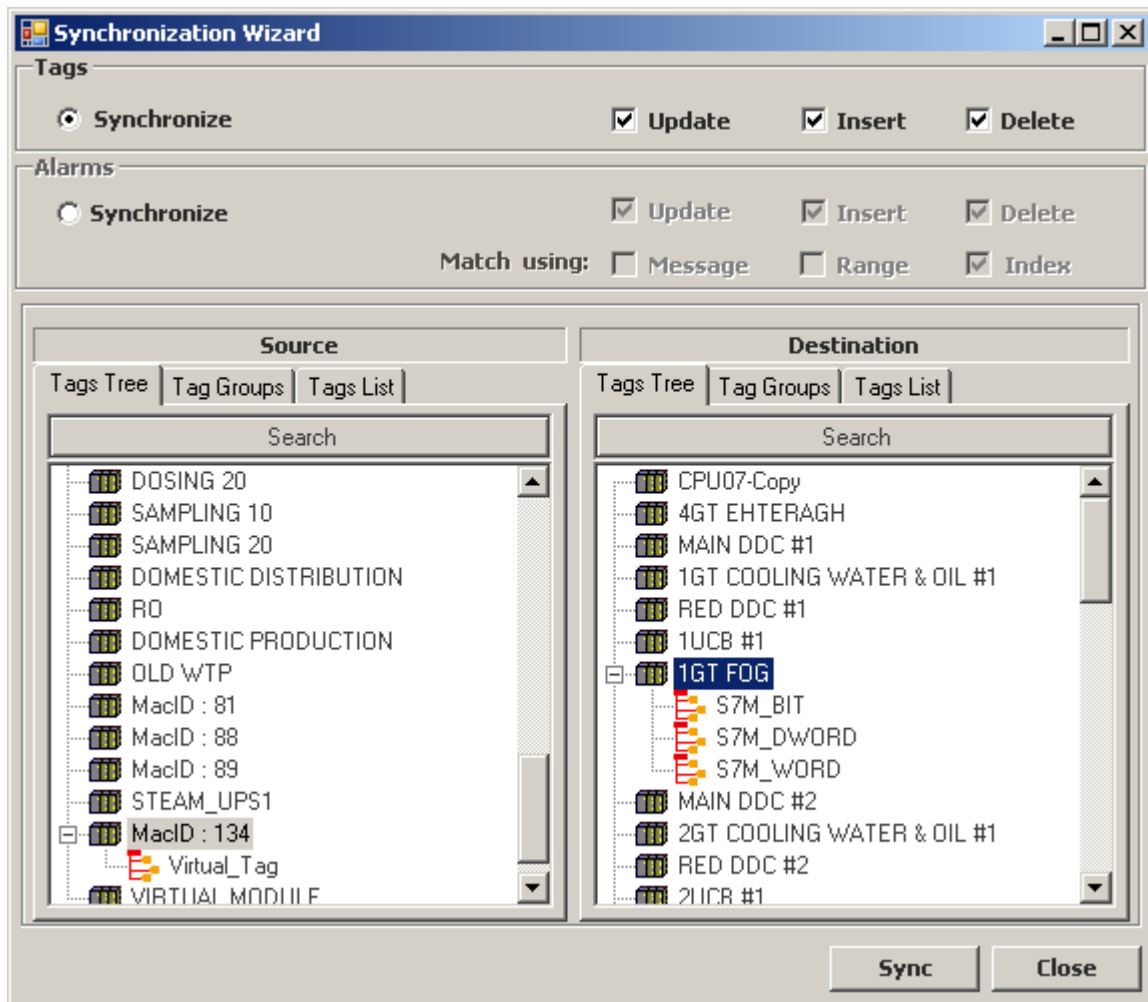 Synchronization Wizard
Tags
Synchronize Update Insert Delete
Alarms
Synchronize Update Insert Delete
Match using: Message Range Index
Source
Tags Tree Tag Groups Tags List
Search
DOSING 20
SAMPLING 10
SAMPLING 20
DOMESTIC DISTRIBUTION
RO
DOMESTIC PRODUCTION
OLD WTP
MacID : 81
MacID : 88
MacID : 89
STEAM_UPS1
MacID : 134
Virtual_Tag
VIRTUAL MODULE
Destination
Tags Tree Tag Groups Tags List
Search
CPU07-Copy
4GT EHTERAGH
MAIN DDC #1
1GT COOLING WATER & OIL #1
RED DDC #1
1UCB #1
1GT FOG
S7M_BIT
S7M_DWORD
S7M_WORD
MAIN DDC #2
2GT COOLING WATER & OIL #1
RED DDC #2
2UCB #1
Sync Close